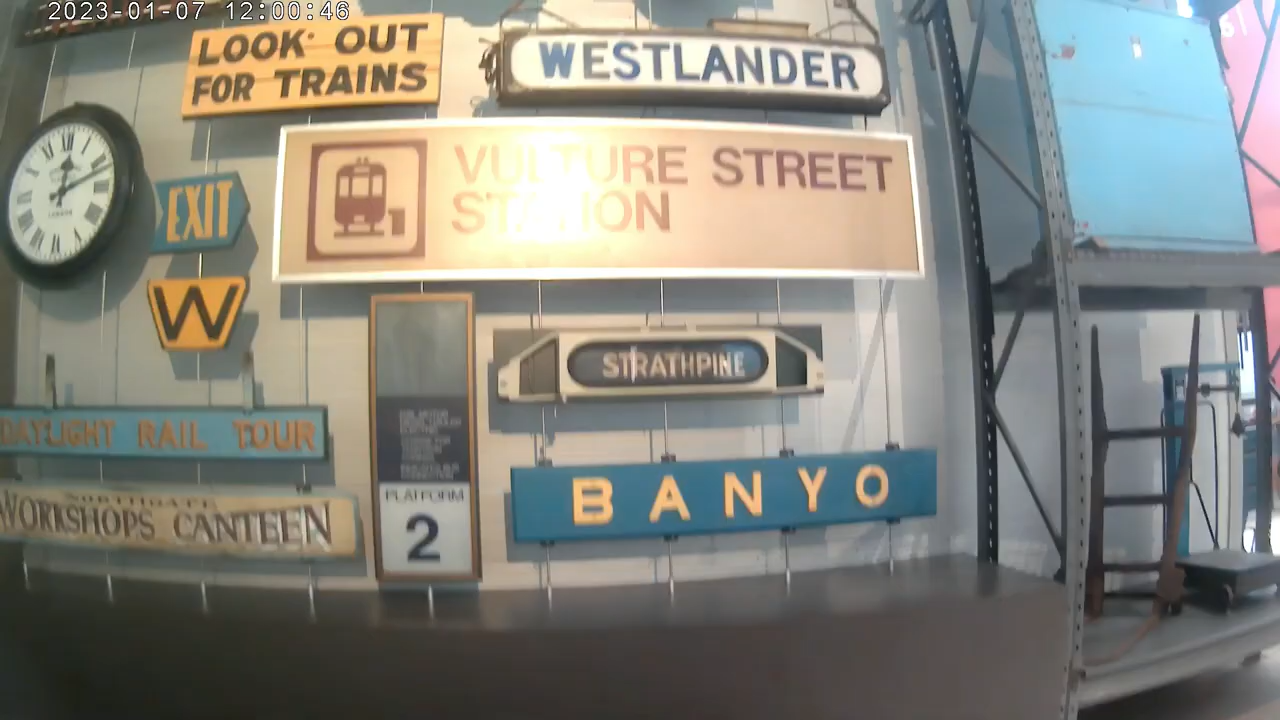 2023-01-07 12:00:46
LOOK OUT
FOR TRAINS
WESTLANDER
VULTURE STREET
STATION
EXIT
W
STRATHPINE
DAYLIGHT RAIL TOUR
BANYO
NORTHGATE
WORKSHOPS CANTEEN
PLATFORM
2